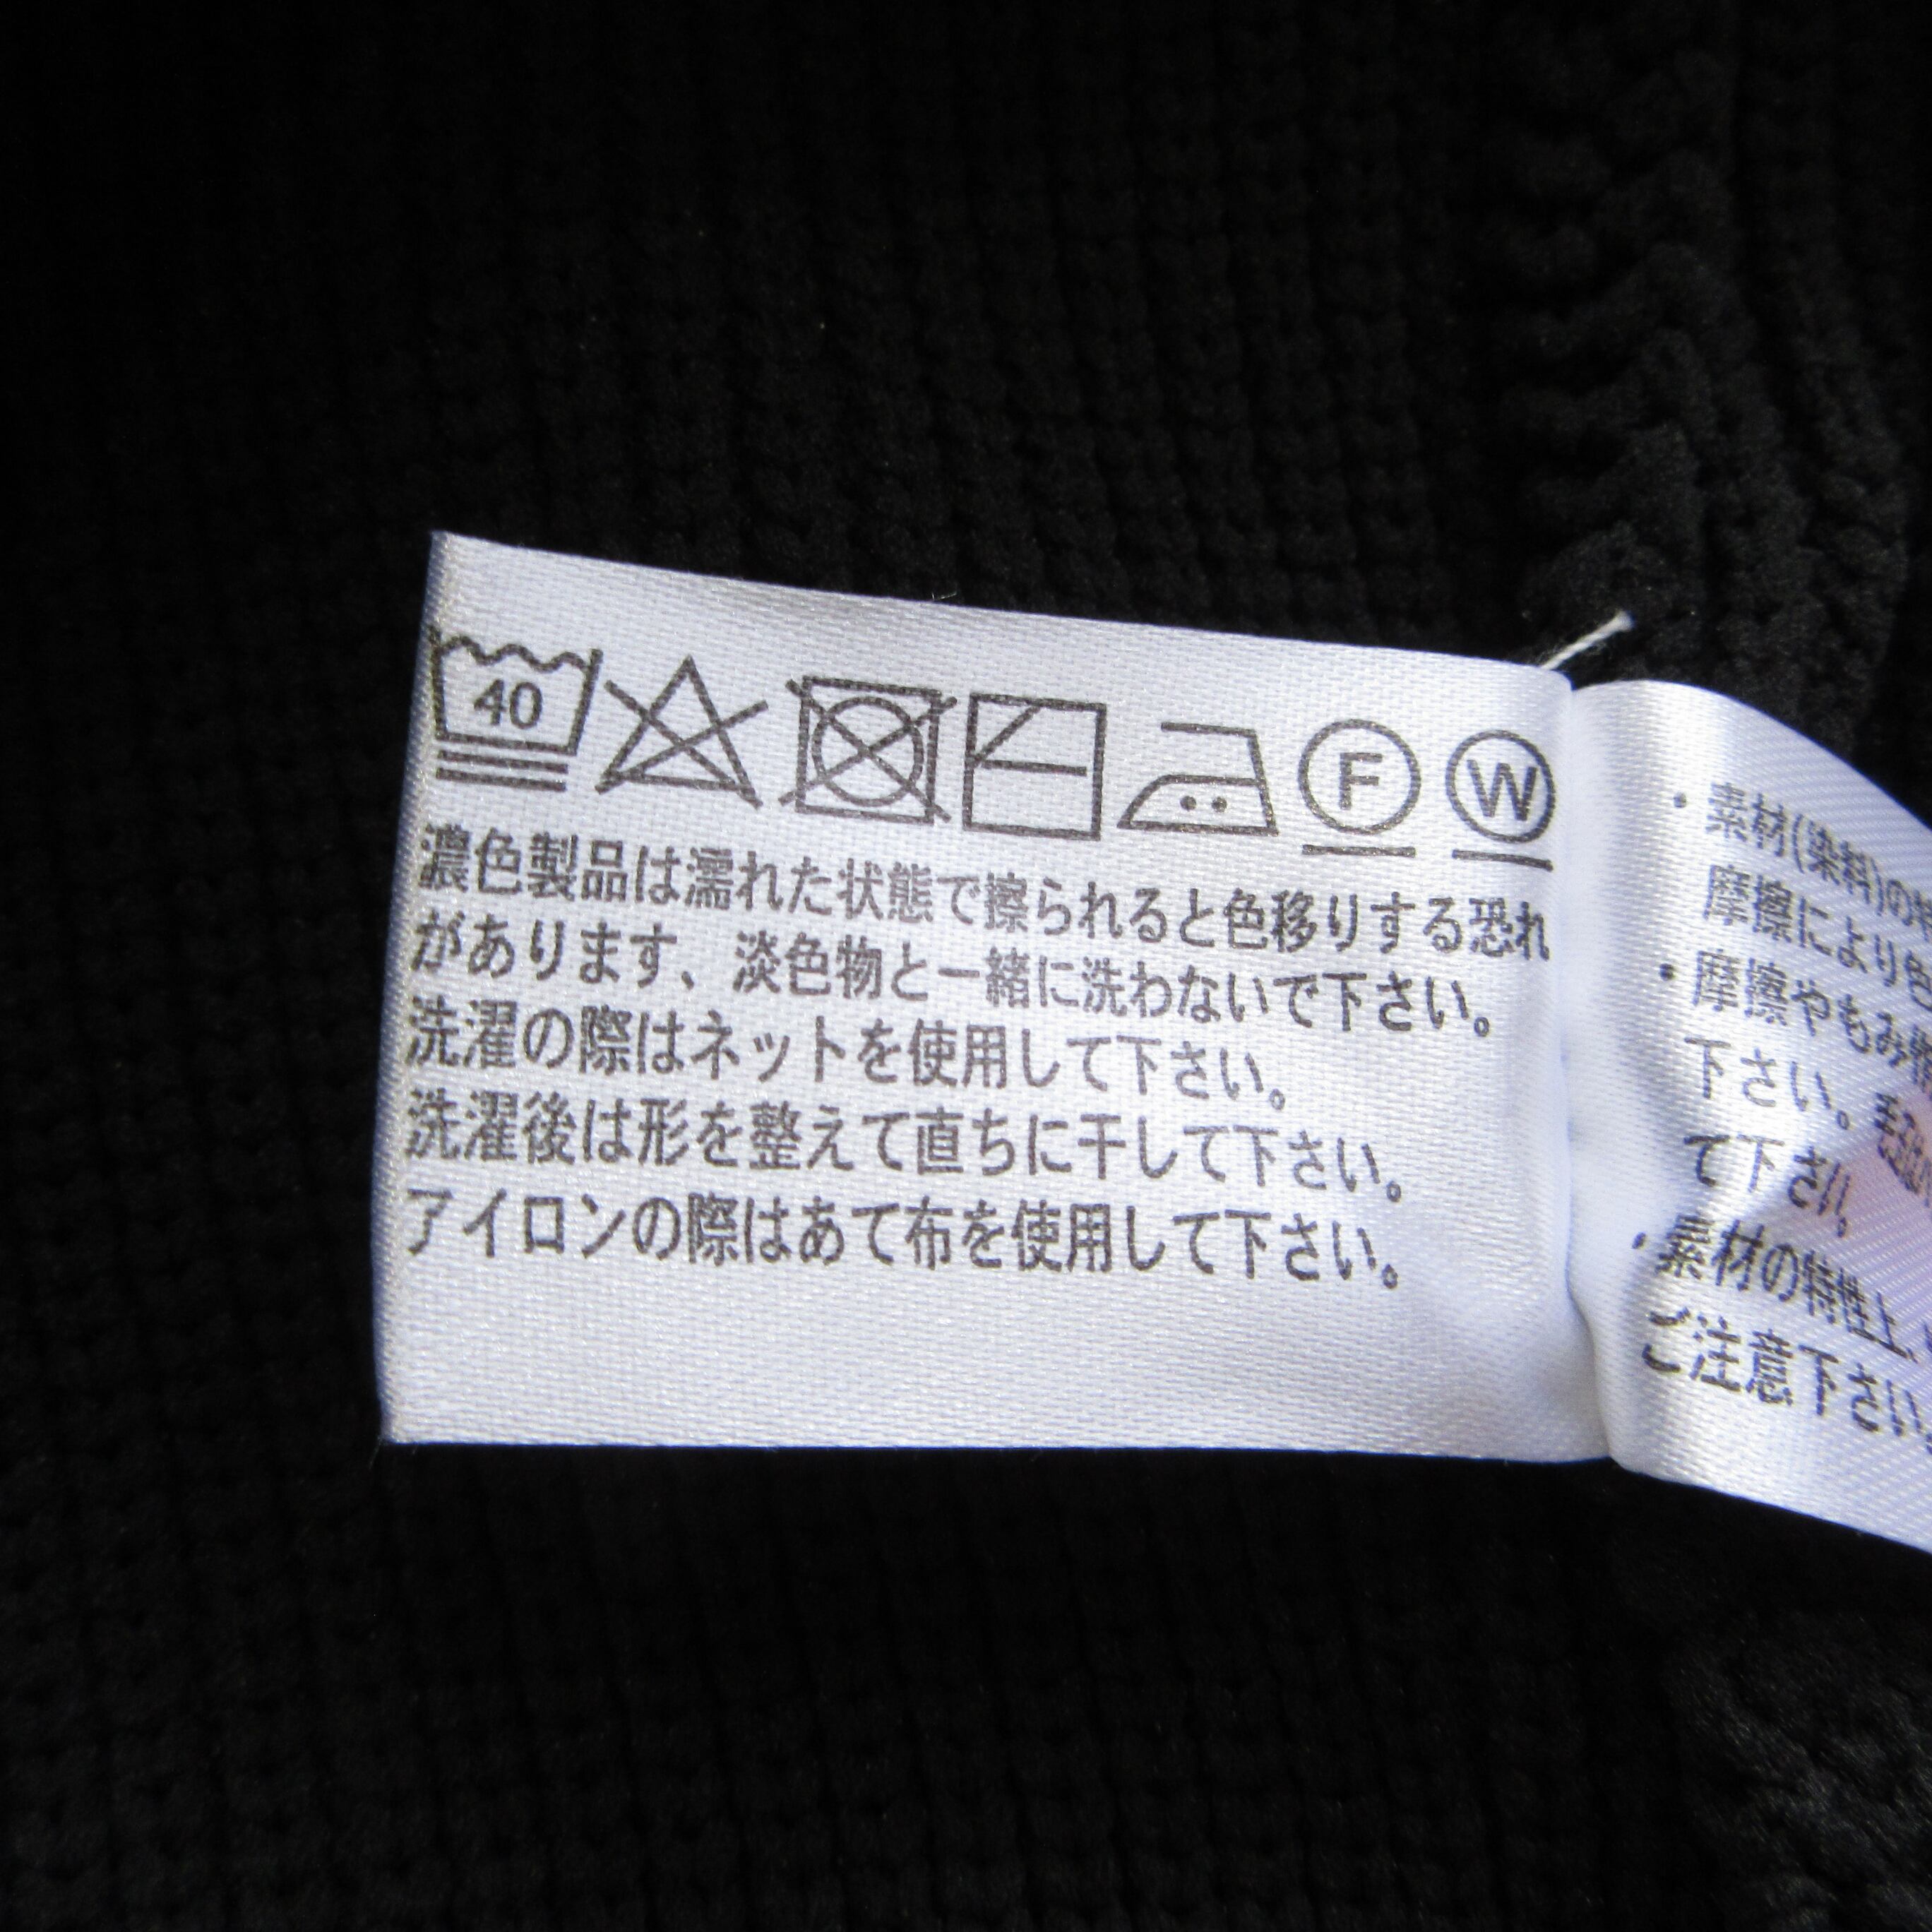 40
F
W
濃色製品は濡れた状態で擦られると色移りする恐れ
があります、淡色物と一緒に洗わないで下さい。
洗濯の際はネットを使用して下さい。
洗濯後は形を整えて直ちに干して下さい。
アイロンの際はあて布を使用して下さい。
・素材(染料)の
摩擦により色
・摩擦やもみ
下さい。毛
て下さい。
・素材の特性上、
ご注意下さい。